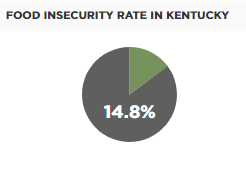 FOOD INSECURITY RATE IN KENTUCKY
14.8%